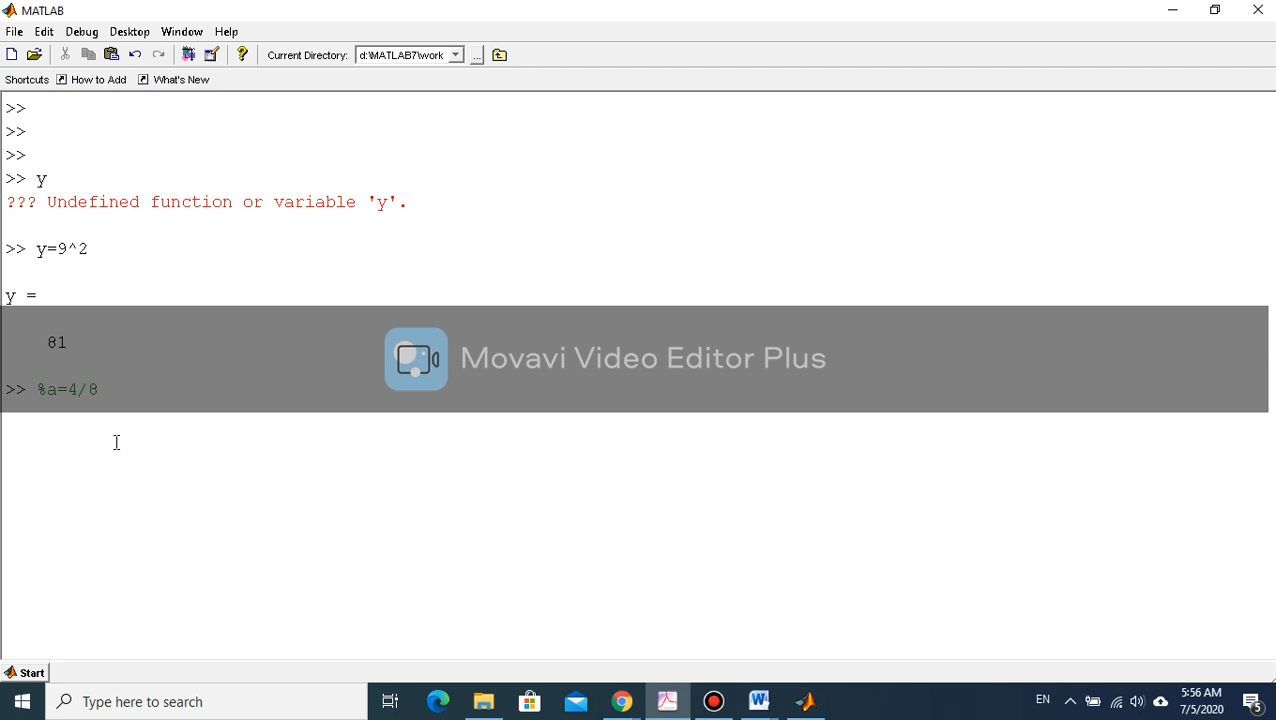 MATLAB
File Edit Debug Desktop Window Help
Current Directory: d:\MATLAB7\work ...
Shortcuts How to Add What's New
>>
>>
>>
>> y
??? Undefined function or variable 'y'.
>> y=9^2
y =
81
Movavi Video Editor Plus
>> %a=4/8
Start
Type here to search
EN
5:56 AM
7/5/2020
5